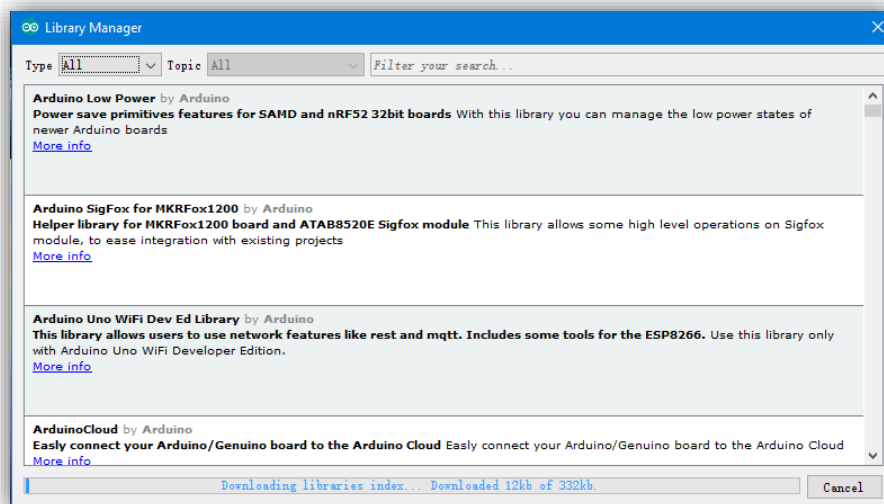 Library Manager
Type All Topic All Filter your search...
Arduino Low Power by Arduino
Power save primitives features for SAMD and nRF52 32bit boards With this library you can manage the low power states of
newer Arduino boards
More info
Arduino SigFox for MKRFox1200 by Arduino
Helper library for MKRFox1200 board and ATAB8520E Sigfox module This library allows some high level operations on Sigfox
module, to ease integration with existing projects
More info
Arduino Uno WiFi Dev Ed Library by Arduino
This library allows users to use network features like rest and mqtt. Includes some tools for the ESP8266. Use this library only
with Arduino Uno WiFi Developer Edition.
More info
ArduinoCloud by Arduino
Easly connect your Arduino/Genuino board to the Arduino Cloud Easly connect your Arduino/Genuino board to the Arduino Cloud
More info
Downloading libraries index... Downloaded 12kb of 332kb.
Cancel